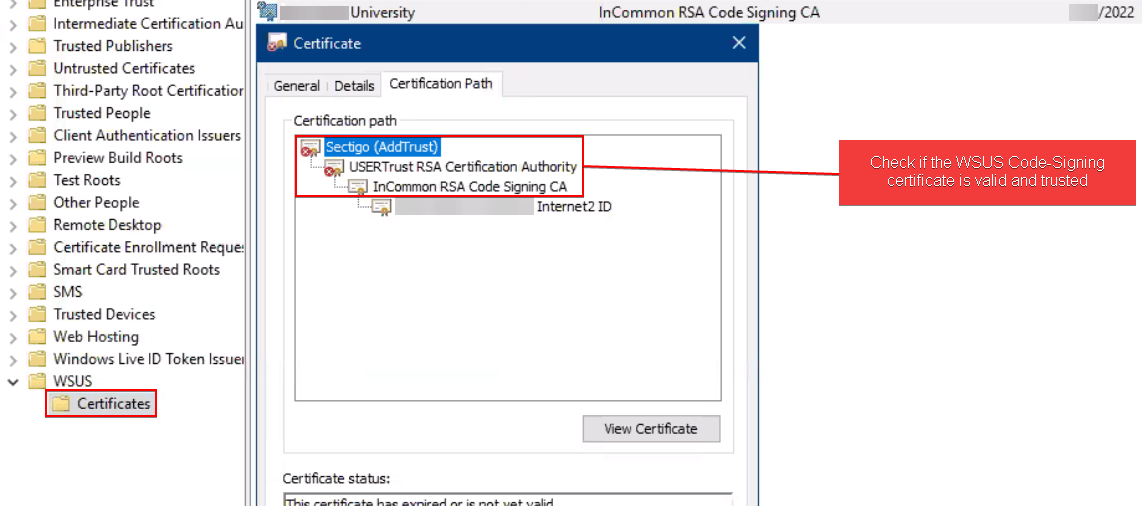 Enterprise Trust
Intermediate Certification Au
Trusted Publishers
Untrusted Certificates
Third-Party Root Certification
Trusted People
Client Authentication Issuers
Preview Build Roots
Test Roots
Other People
Remote Desktop
Certificate Enrollment Reque
Smart Card Trusted Roots
SMS
Trusted Devices
Web Hosting
Windows Live ID Token Issuer
WSUS
Certificates
University InCommon RSA Code Signing CA /2022
Certificate
General Details Certification Path
Certification path
Sectigo (AddTrust)
USERTrust RSA Certification Authority
InCommon RSA Code Signing CA
Internet2 ID
View Certificate
Certificate status:
This certificate has expired or is not yet valid
Check if the WSUS Code-Signing
certificate is valid and trusted